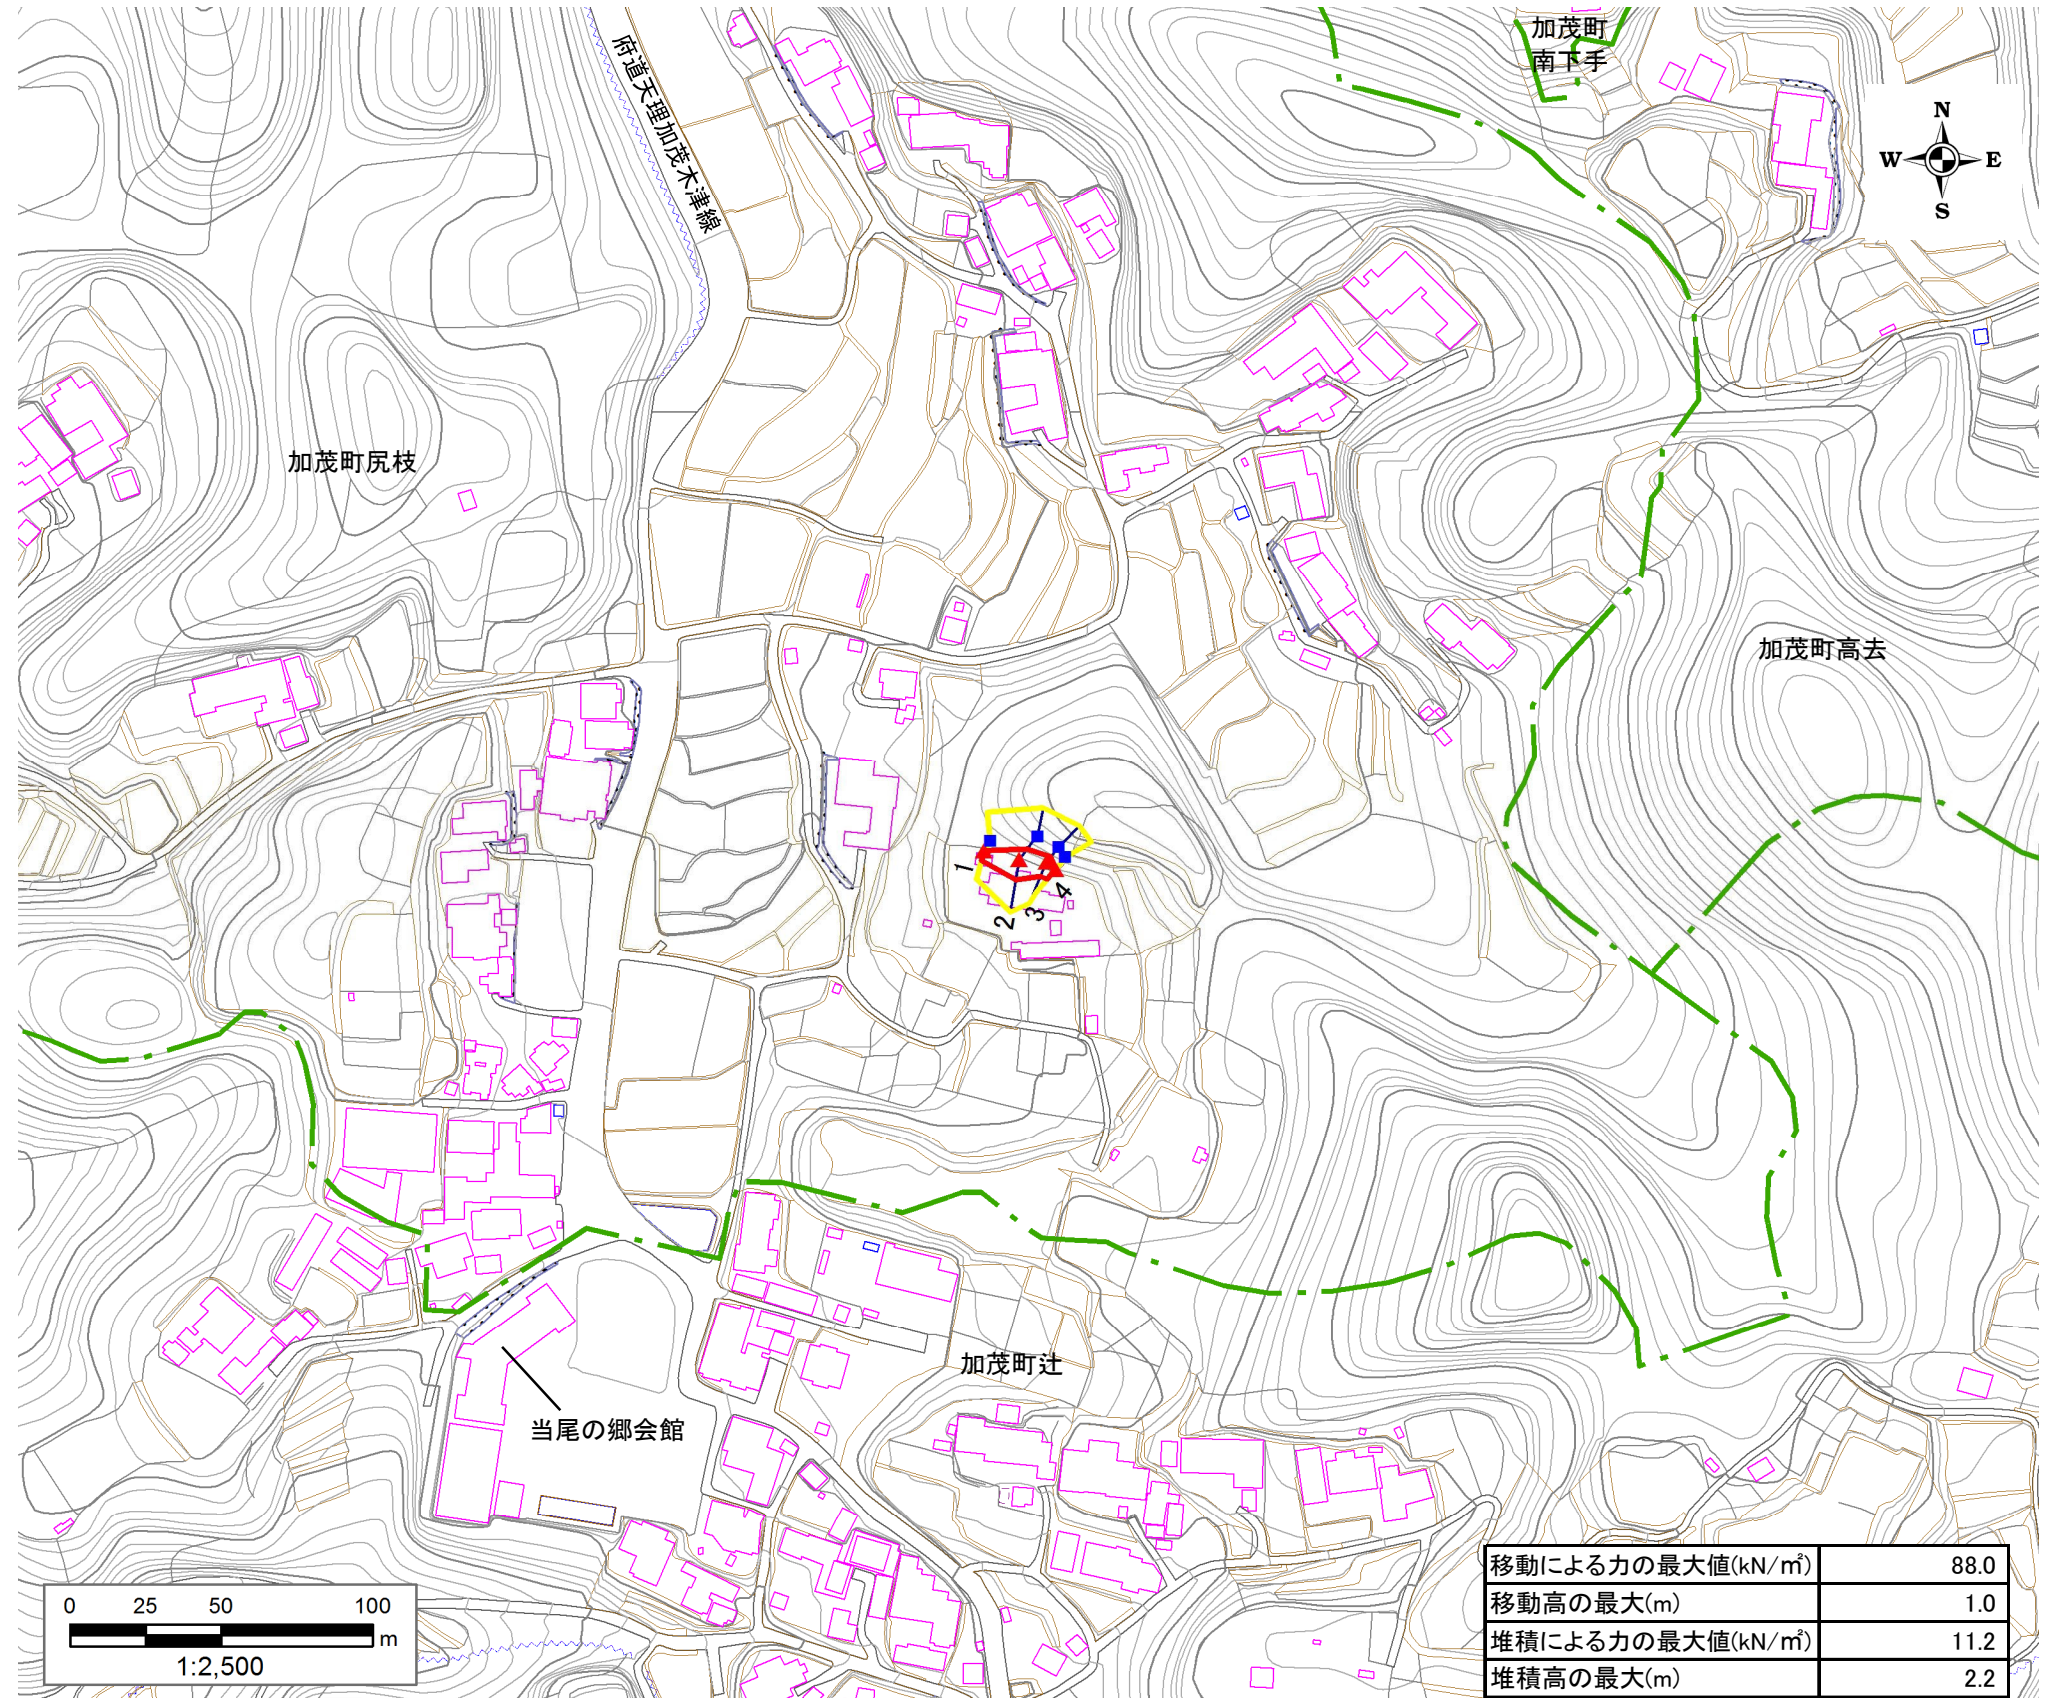 加茂町
南下手
府道天理加茂木津線
N
W E
S
加茂町尻枝
加茂町高去
1
2
3
4
加茂町辻
当尾の郷会館
0 25 50 100
m
1:2,500
移動による力の最大値(kN/㎡) 88.0
移動高の最大(m) 1.0
堆積による力の最大値(kN/㎡) 11.2
堆積高の最大(m) 2.2